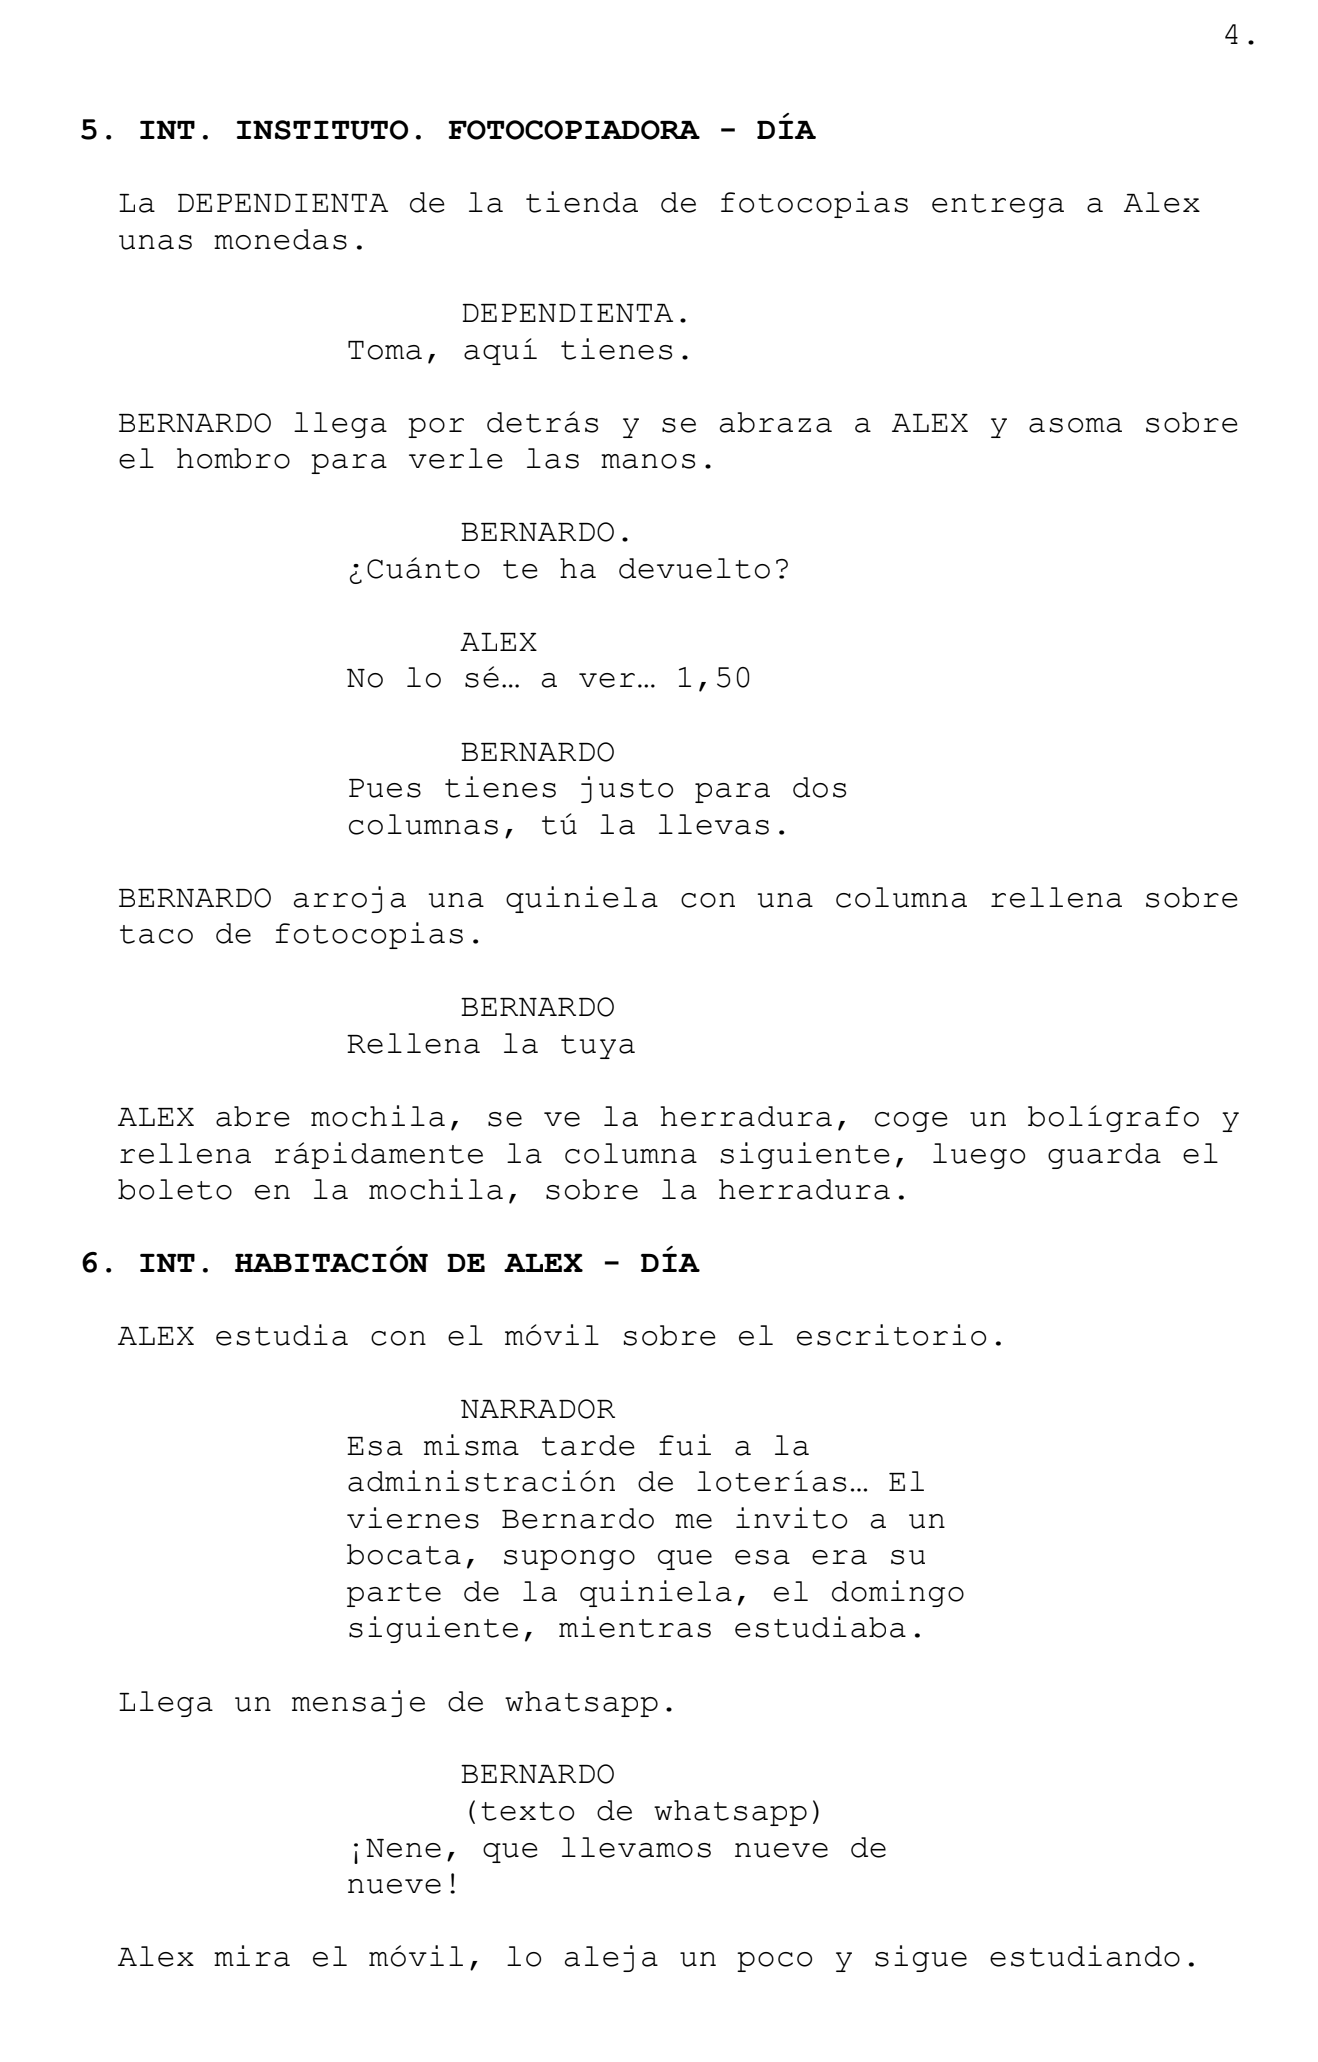 4.
5. INT. INSTITUTO. FOTOCOPIADORA - DÍA
La DEPENDIENTA de la tienda de fotocopias entrega a Alex
unas monedas.
DEPENDIENTA.
Toma, aquí tienes.
BERNARDO llega por detrás y se abraza a ALEX y asoma sobre
el hombro para verle las manos.
BERNARDO.
¿Cuánto te ha devuelto?
ALEX
No lo sé… a ver… 1,50
BERNARDO
Pues tienes justo para dos
columnas, tú la llevas.
BERNARDO arroja una quiniela con una columna rellena sobre
taco de fotocopias.
BERNARDO
Rellena la tuya
ALEX abre mochila, se ve la herradura, coge un bolígrafo y
rellena rápidamente la columna siguiente, luego guarda el
boleto en la mochila, sobre la herradura.
6. INT. HABITACIÓN DE ALEX - DÍA
ALEX estudia con el móvil sobre el escritorio.
NARRADOR
Esa misma tarde fui a la
administración de loterías… El
viernes Bernardo me invito a un
bocata, supongo que esa era su
parte de la quiniela, el domingo
siguiente, mientras estudiaba.
Llega un mensaje de whatsapp.
BERNARDO
(texto de whatsapp)
¡Nene, que llevamos nueve de
nueve!
Alex mira el móvil, lo aleja un poco y sigue estudiando.